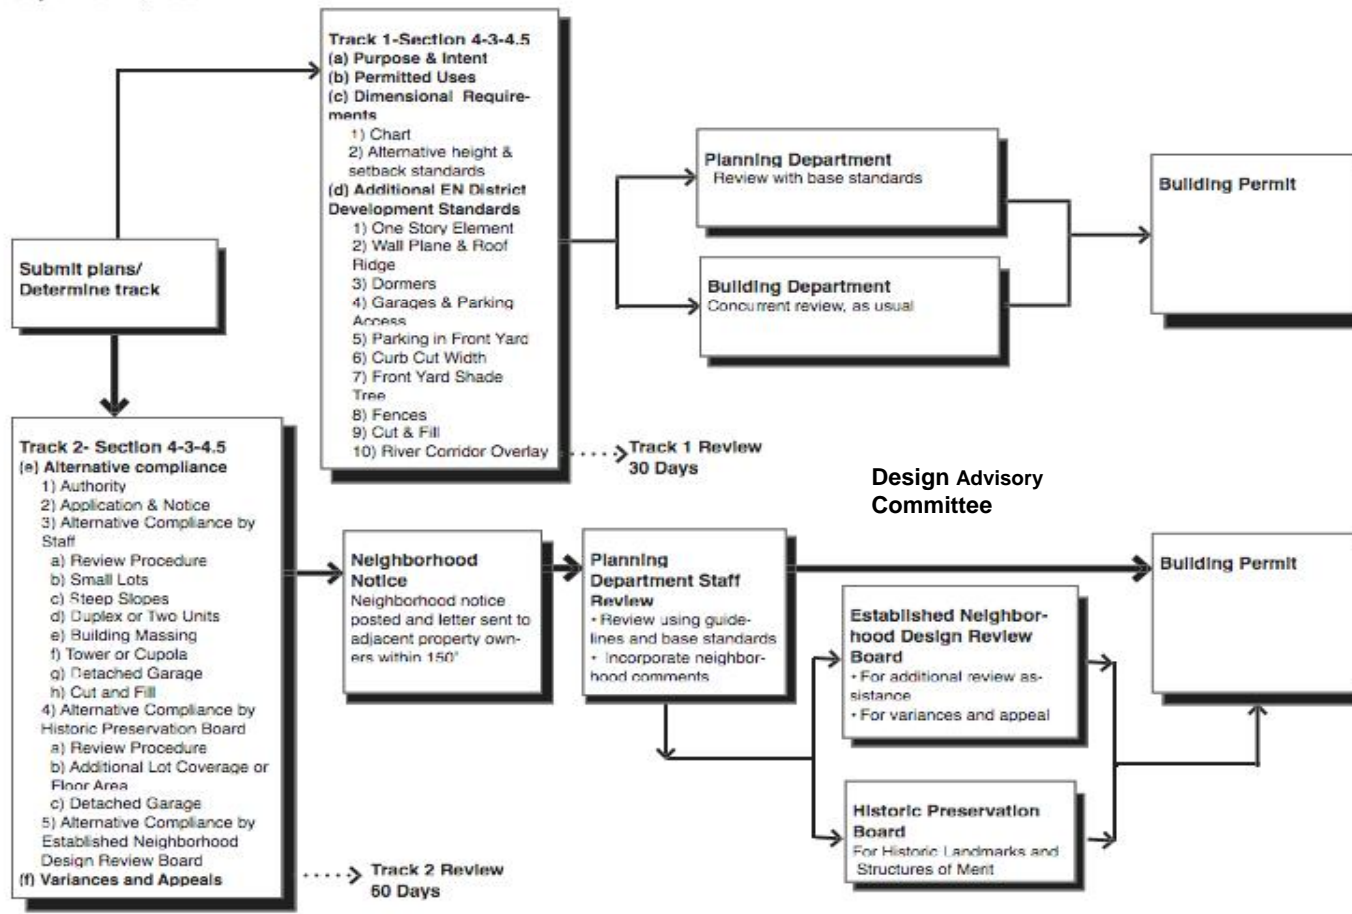 Track 1-Section 4-3-4.5
(a) Purpose & Intent
(b) Permitted Uses
(c) Dimensional Require-
ments
1) Chart
2) Alternative height &
setback standards
(d) Additional EN District
Development Standards
1) One Story Element
2) Wall Plane & Roof
Ridge
3) Dormers
4) Garages & Parking
Access
5) Parking in Front Yard
6) Curb Cut Width
7) Front Yard Shade
Tree
8) Fences
9) Cut & Fill
10) River Corridor Overlay
Track 1 Review
30 Days
Planning Department
Review with base standards
Building Department
Concurrent review, as usual
Building Permit
Submit plans/
Determine track
Track 2- Section 4-3-4.5
(e) Alternative compliance
1) Authority
2) Application & Notice
3) Alternative Compliance by
Staff
a) Review Procedure
b) Small Lots
c) Steep Slopes
d) Duplex or Two Units
e) Building Massing
f) Tower or Cupola
g) Detached Garage
h) Cut and Fill
4) Alternative Compliance by
Historic Preservation Board
a) Review Procedure
b) Additional Lot Coverage or
Floor Area
c) Detached Garage
5) Alternative Compliance by
Established Neighborhood
Design Review Board
(f) Variances and Appeals
Track 2 Review
60 Days
Neighborhood
Notice
Neighborhood notice
posted and letter sent to
adjacent property own-
ers within 150'
Planning
Department Staff
Review
• Review using guide-
lines and base standards
• Incorporate neighbor-
hood comments
Design Advisory
Committee
Established Neighbor-
hood Design Review
Board
• For additional review as-
sistance
• For variances and appeal
Historic Preservation
Board
For Historic Landmarks and
Structures of Merit
Building Permit